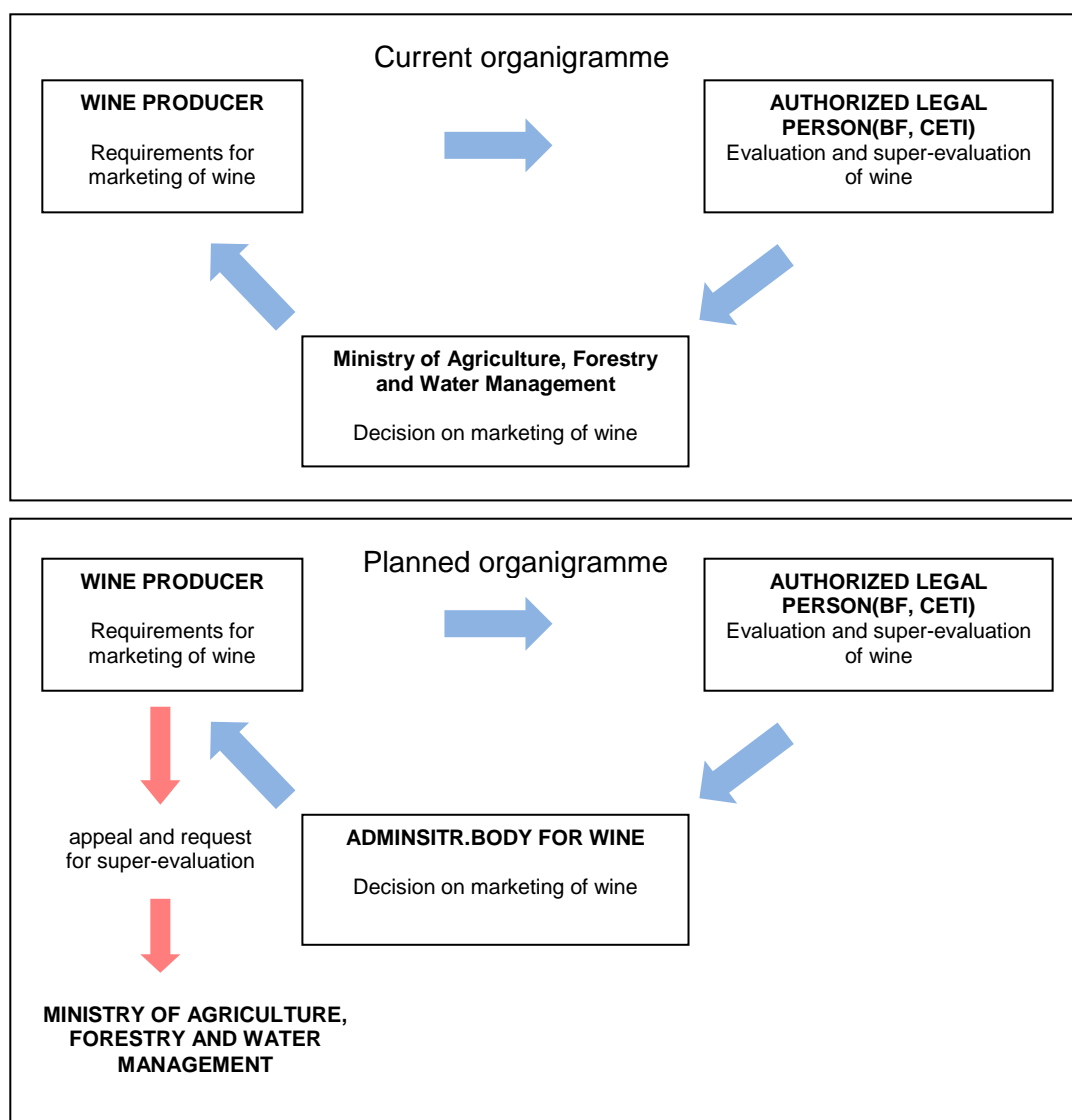 Current organigramme
WINE PRODUCER
Requirements for
marketing of wine
AUTHORIZED LEGAL
PERSON(BF, CETI)
Evaluation and super-evaluation
of wine
Ministry of Agriculture, Forestry
and Water Management
Decision on marketing of wine
Planned organigramme
WINE PRODUCER
Requirements for
marketing of wine
AUTHORIZED LEGAL
PERSON(BF, CETI)
Evaluation and super-evaluation
of wine
appeal and request
for super-evaluation
ADMINSITR.BODY FOR WINE
Decision on marketing of wine
MINISTRY OF AGRICULTURE,
FORESTRY AND WATER
MANAGEMENT